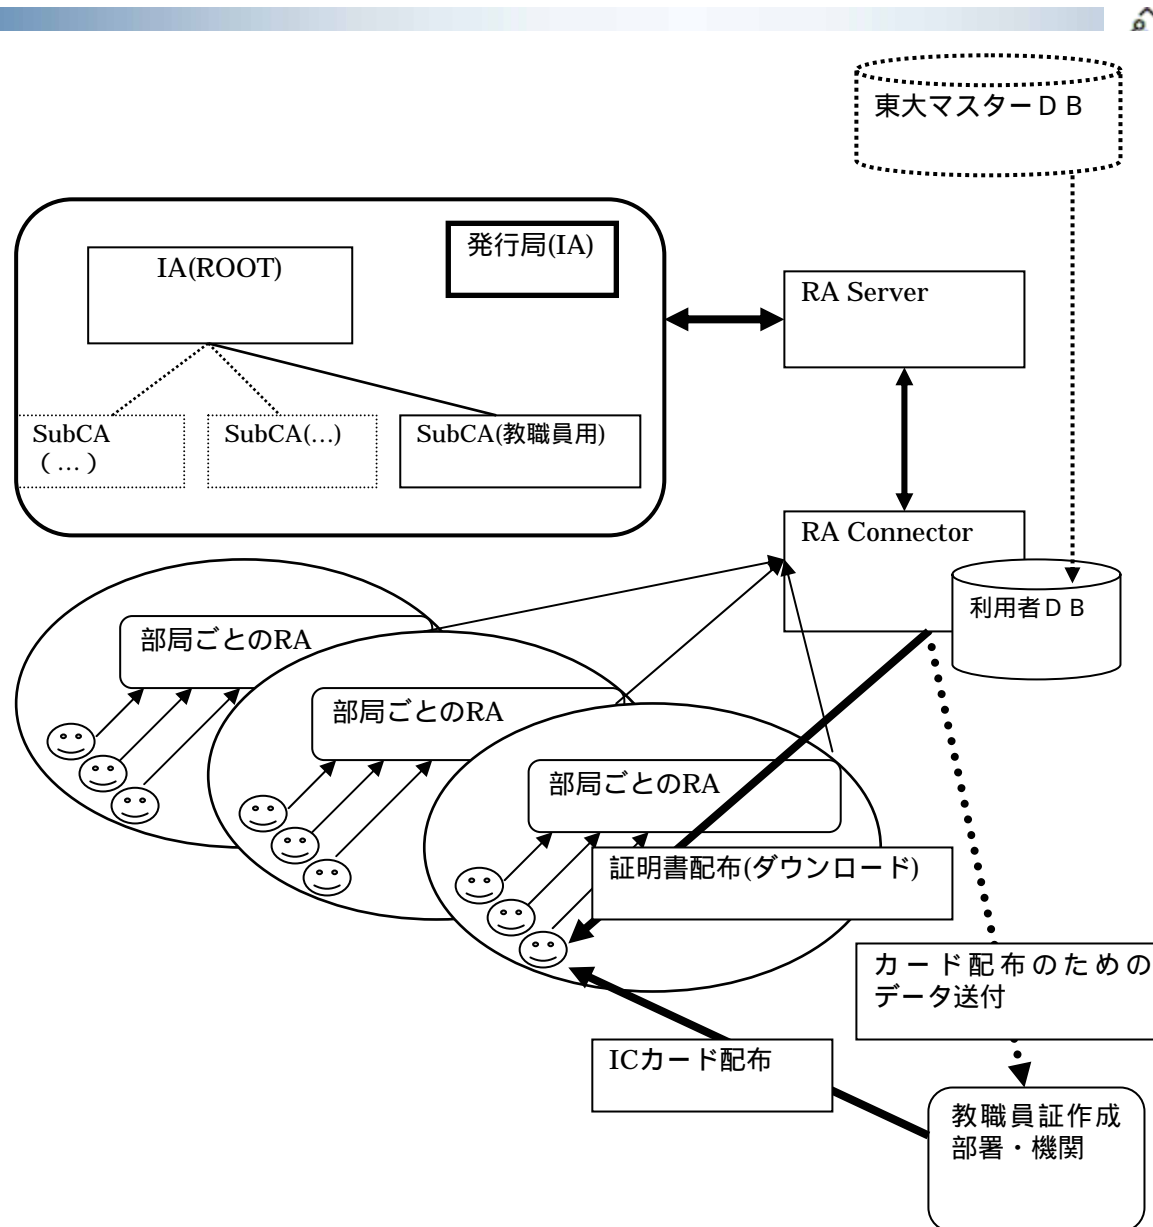 東大マスターＤＢ
発行局(IA)
IA(ROOT)
RA Server
SubCA
(…)
SubCA(…)
SubCA(教職員用)
RA Connector
利用者ＤＢ
部局ごとのRA
部局ごとのRA
部局ごとのRA
証明書配布(ダウンロード)
カード配布のための
データ送付
ICカード配布
教職員証作成
部署・機関